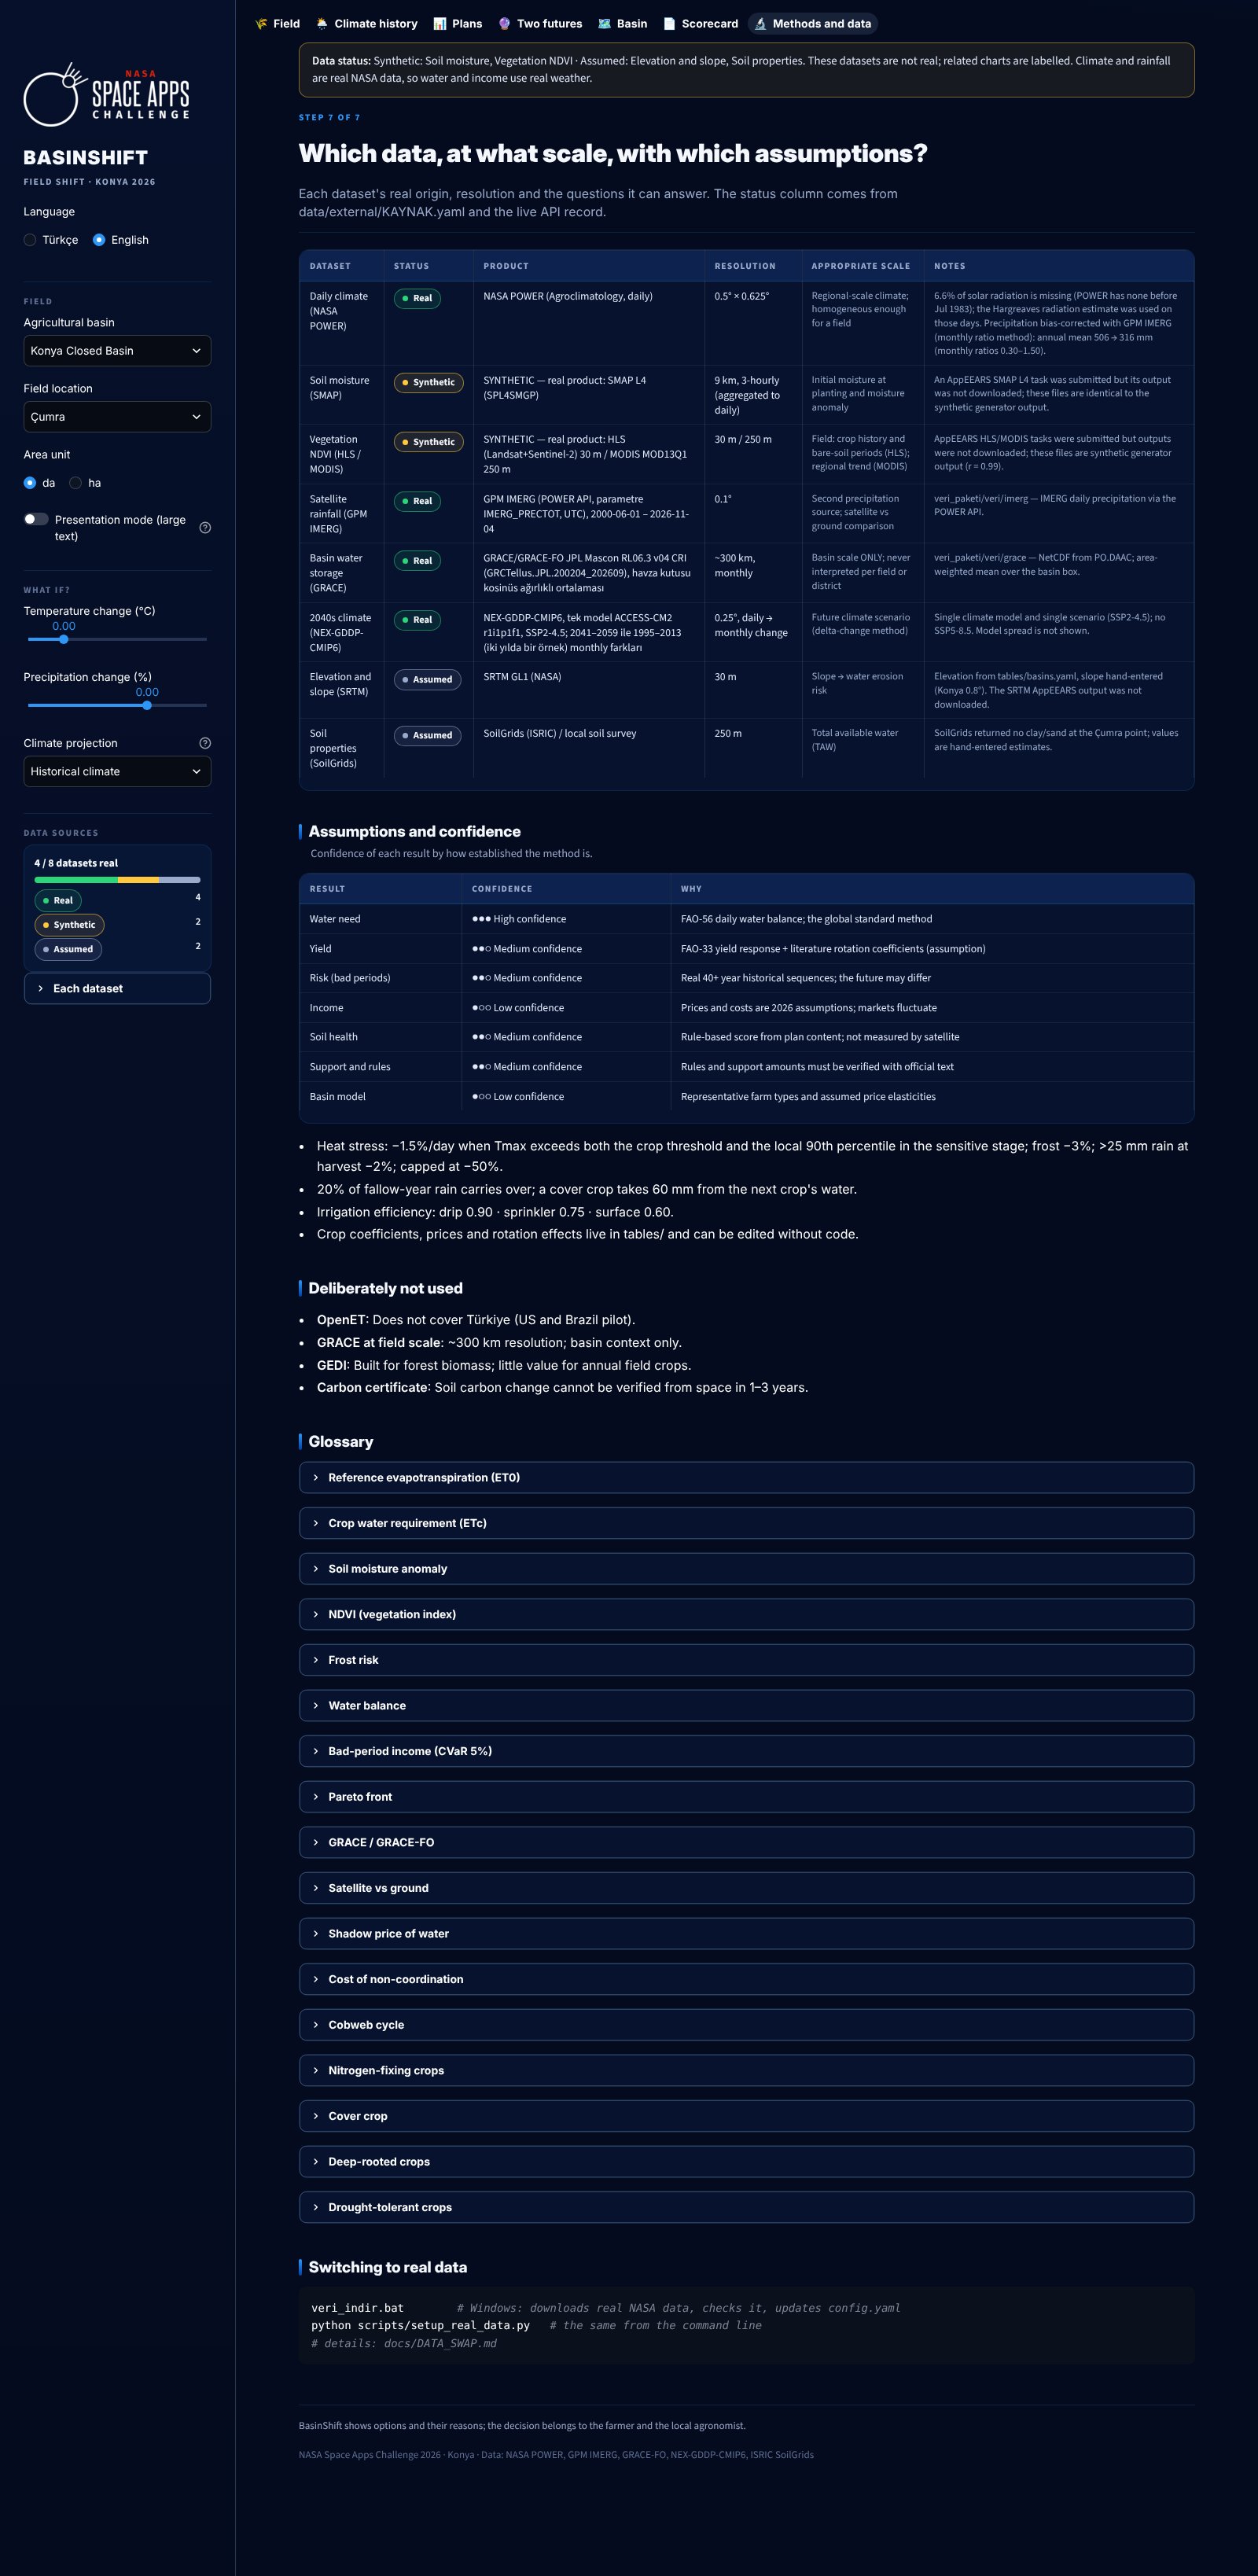 🌾 Field
🌦️ Climate history
📊 Plans
🔮 Two futures
🗺️ Basin
📄 Scorecard
🔬 Methods and data
NASA
SPACE APPS
CHALLENGE
BASINSHIFT
FIELD SHIFT · KONYA 2026
Language
Türkçe
English
FIELD
Agricultural basin
Konya Closed Basin
Field location
Çumra
Area unit
da
ha
Presentation mode (large
text)
WHAT IF?
Temperature change (°C)
0.00
Precipitation change (%)
0.00
Climate projection
Historical climate
DATA SOURCES
4 / 8 datasets real
Real 4
Synthetic 2
Assumed 2
Each dataset
Data status: Synthetic: Soil moisture, Vegetation NDVI · Assumed: Elevation and slope, Soil properties. These datasets are not real; related charts are labelled. Climate and rainfall
are real NASA data, so water and income use real weather.
STEP 7 OF 7
Which data, at what scale, with which assumptions?
Each dataset's real origin, resolution and the questions it can answer. The status column comes from
data/external/KAYNAK.yaml and the live API record.
DATASET STATUS PRODUCT RESOLUTION APPROPRIATE SCALE NOTES
Daily climate
(NASA
POWER)
Real
NASA POWER (Agroclimatology, daily)
0.5° × 0.625°
Regional-scale climate;
homogeneous enough
for a field
6.6% of solar radiation is missing (POWER has none before
Jul 1983); the Hargreaves radiation estimate was used on
those days. Precipitation bias-corrected with GPM IMERG
(monthly ratio method): annual mean 506 → 316 mm
(monthly ratios 0.30–1.50).
Soil moisture
(SMAP)
Synthetic
SYNTHETIC — real product: SMAP L4
(SPL4SMGP)
9 km, 3-hourly
(aggregated to
daily)
Initial moisture at
planting and moisture
anomaly
An AppEEARS SMAP L4 task was submitted but its output
was not downloaded; these files are identical to the
synthetic generator output.
Vegetation
NDVI (HLS /
MODIS)
Synthetic
SYNTHETIC — real product: HLS
(Landsat+Sentinel-2) 30 m / MODIS MOD13Q1
250 m
30 m / 250 m
Field: crop history and
bare-soil periods (HLS);
regional trend (MODIS)
AppEEARS HLS/MODIS tasks were submitted but outputs
were not downloaded; these files are synthetic generator
output (r = 0.99).
Satellite
rainfall (GPM
IMERG)
Real
GPM IMERG (POWER API, parametre
IMERG_PRECTOT, UTC), 2000-06-01 – 2026-11-
04
0.1°
Second precipitation
source; satellite vs
ground comparison
veri_paketi/veri/imerg — IMERG daily precipitation via the
POWER API.
Basin water
storage
(GRACE)
Real
GRACE/GRACE-FO JPL Mascon RL06.3 v04 CRI
(GRCTellus.JPL.200204_202609), havza kutusu
kosinüs ağırlıklı ortalaması
~300 km,
monthly
Basin scale ONLY; never
interpreted per field or
district
veri_paketi/veri/grace — NetCDF from PO.DAAC; area-
weighted mean over the basin box.
2040s climate
(NEX-GDDP-
CMIP6)
Real
NEX-GDDP-CMIP6, tek model ACCESS-CM2
r1i1p1f1, SSP2-4.5; 2041–2059 ile 1995–2013
(iki yılda bir örnek) monthly farkları
0.25°, daily →
monthly change
Future climate scenario
(delta-change method)
Single climate model and single scenario (SSP2-4.5); no
SSP5-8.5. Model spread is not shown.
Elevation and
slope (SRTM)
Assumed
SRTM GL1 (NASA)
30 m
Slope → water erosion
risk
Elevation from tables/basins.yaml, slope hand-entered
(Konya 0.8°). The SRTM AppEEARS output was not
downloaded.
Soil
properties
(SoilGrids)
Assumed
SoilGrids (ISRIC) / local soil survey
250 m
Total available water
(TAW)
SoilGrids returned no clay/sand at the Çumra point; values
are hand-entered estimates.
Assumptions and confidence
Confidence of each result by how established the method is.
RESULT CONFIDENCE WHY
Water need ●●● High confidence FAO-56 daily water balance; the global standard method
Yield ●●○ Medium confidence FAO-33 yield response + literature rotation coefficients (assumption)
Risk (bad periods) ●●○ Medium confidence Real 40+ year historical sequences; the future may differ
Income ●○○ Low confidence Prices and costs are 2026 assumptions; markets fluctuate
Soil health ●●○ Medium confidence Rule-based score from plan content; not measured by satellite
Support and rules ●●○ Medium confidence Rules and support amounts must be verified with official text
Basin model ●○○ Low confidence Representative farm types and assumed price elasticities
• Heat stress: −1.5%/day when Tmax exceeds both the crop threshold and the local 90th percentile in the sensitive stage; frost −3%; >25 mm rain at
harvest −2%; capped at −50%.
• 20% of fallow-year rain carries over; a cover crop takes 60 mm from the next crop's water.
• Irrigation efficiency: drip 0.90 · sprinkler 0.75 · surface 0.60.
• Crop coefficients, prices and rotation effects live in tables/ and can be edited without code.
Deliberately not used
• OpenET: Does not cover Türkiye (US and Brazil pilot).
• GRACE at field scale: ~300 km resolution; basin context only.
• GEDI: Built for forest biomass; little value for annual field crops.
• Carbon certificate: Soil carbon change cannot be verified from space in 1–3 years.
Glossary
Reference evapotranspiration (ET0)
Crop water requirement (ETc)
Soil moisture anomaly
NDVI (vegetation index)
Frost risk
Water balance
Bad-period income (CVaR 5%)
Pareto front
GRACE / GRACE-FO
Satellite vs ground
Shadow price of water
Cost of non-coordination
Cobweb cycle
Nitrogen-fixing crops
Cover crop
Deep-rooted crops
Drought-tolerant crops
Switching to real data
veri_indir.bat # Windows: downloads real NASA data, checks it, updates config.yaml
python scripts/setup_real_data.py # the same from the command line
# details: docs/DATA_SWAP.md
BasinShift shows options and their reasons; the decision belongs to the farmer and the local agronomist.
NASA Space Apps Challenge 2026 · Konya · Data: NASA POWER, GPM IMERG, GRACE-FO, NEX-GDDP-CMIP6, ISRIC SoilGrids